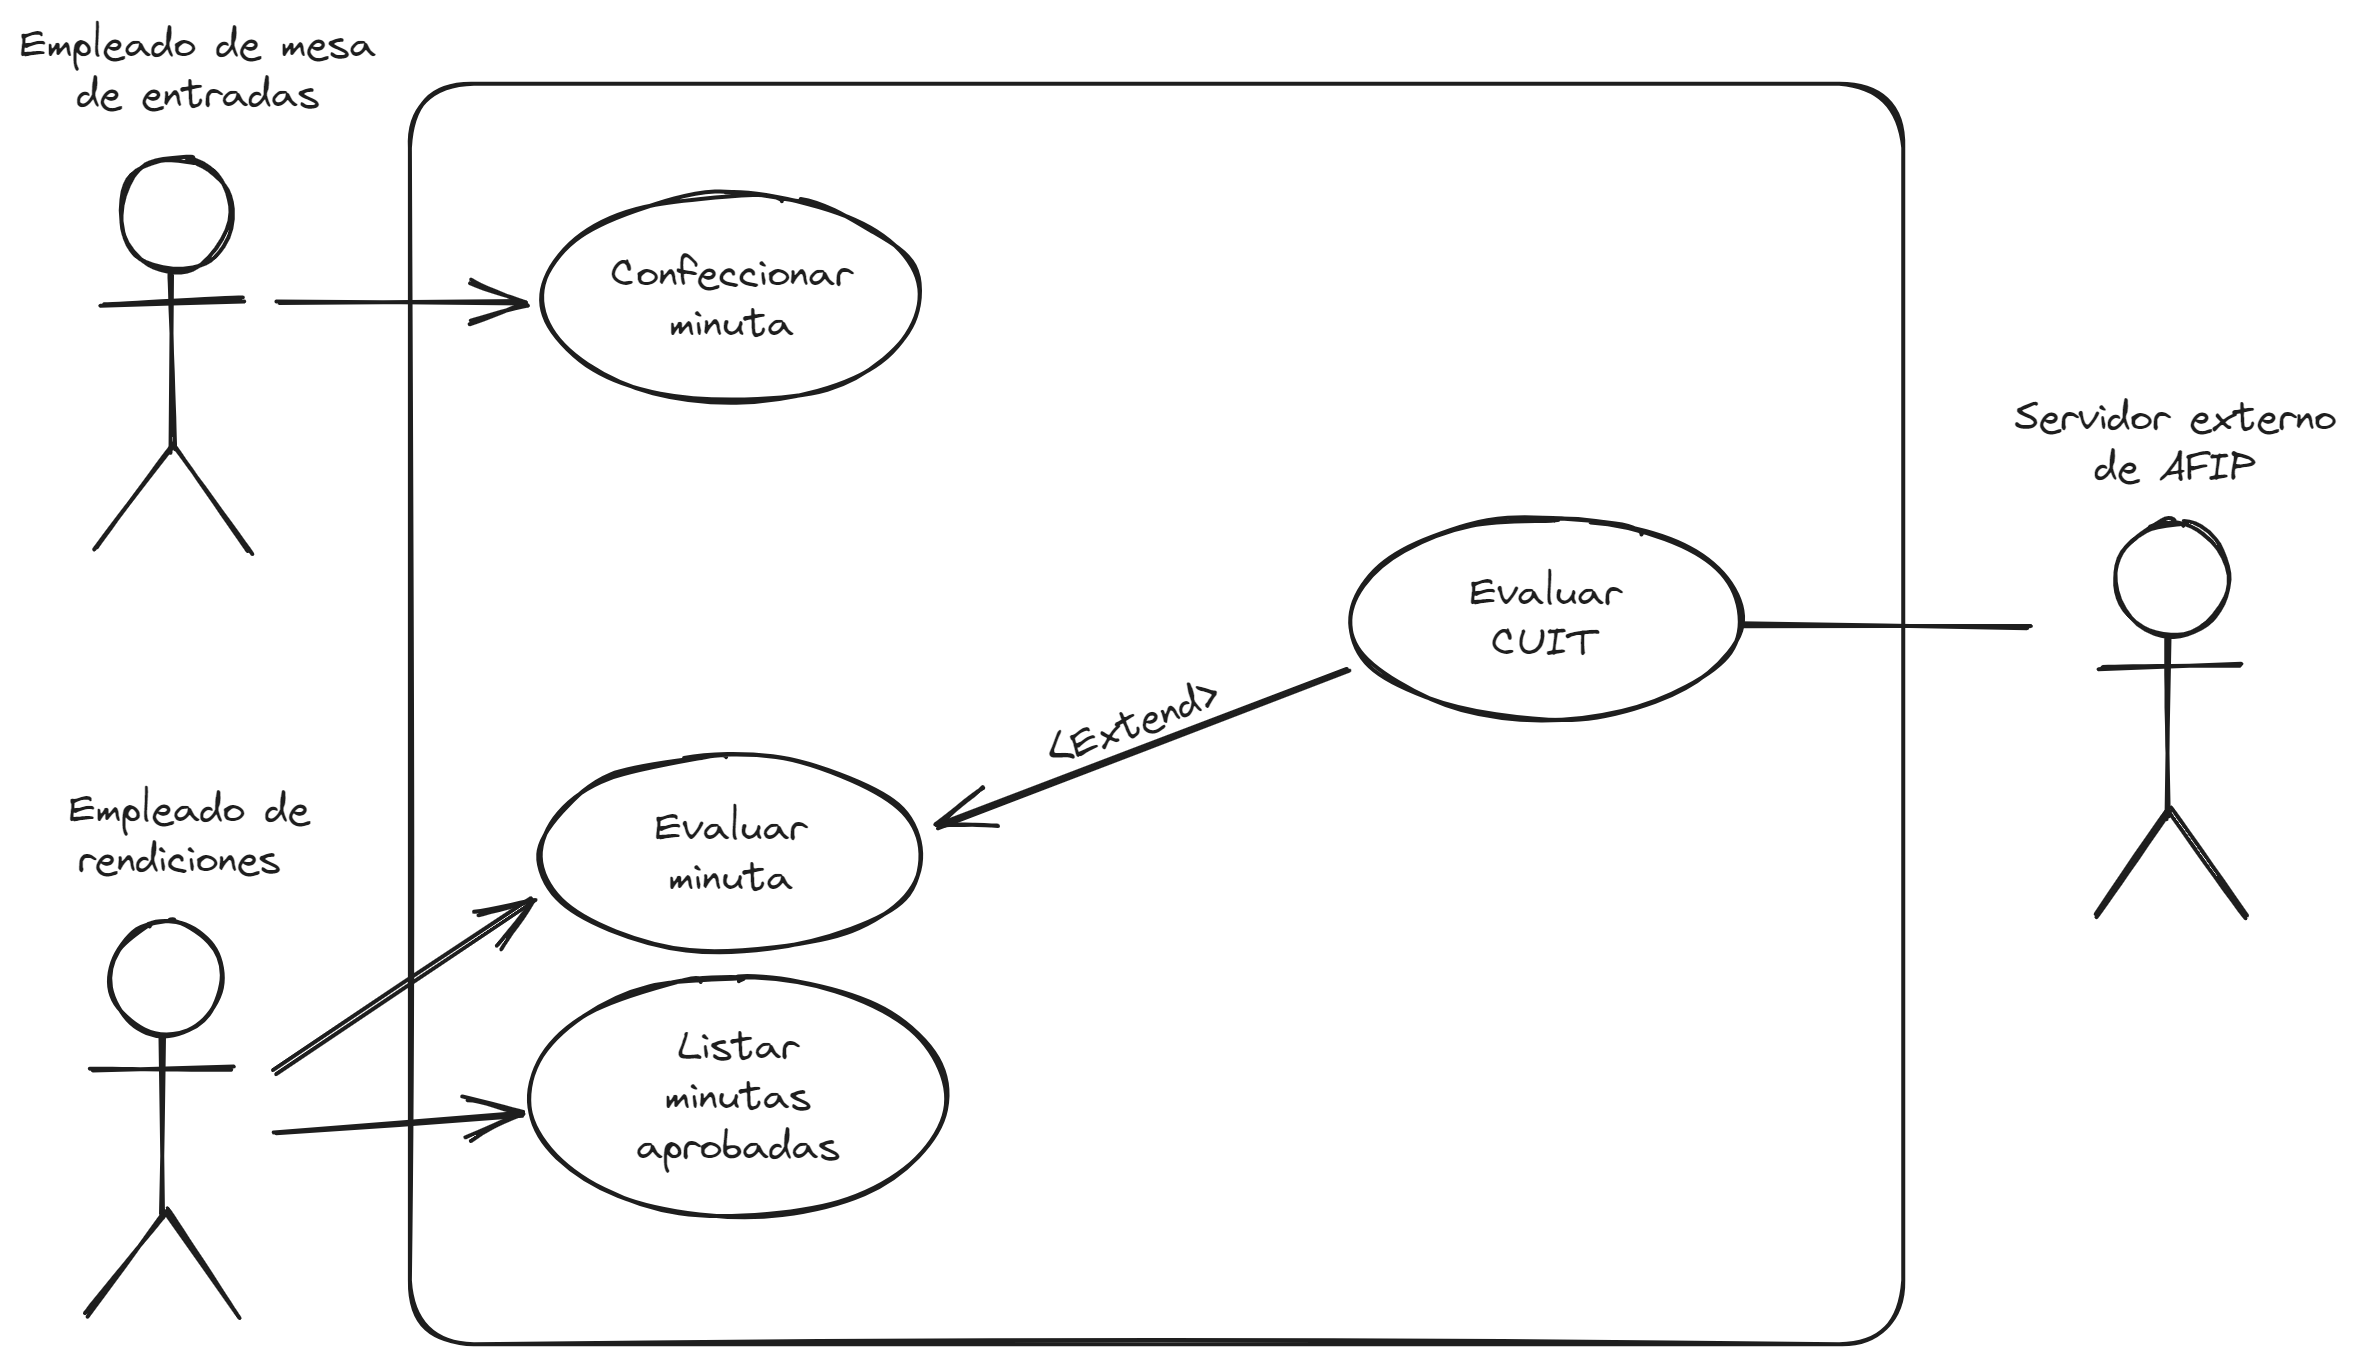 Empleado de mesa
de entradas
Confeccionar
minuta
Servidor externo
de AFIP
Evaluar
CUIT
<Extend>
Empleado de
rendiciones
Evaluar
minuta
Listar
minutas
aprobadas